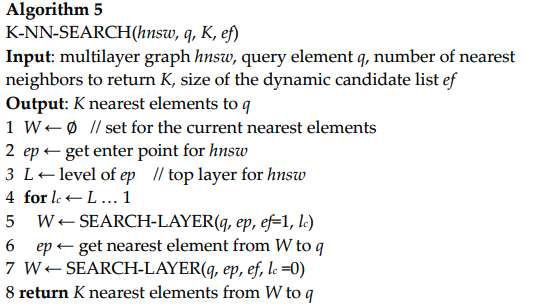 Algorithm 5
K-NN-SEARCH(hnsw, q, K, ef)
Input: multilayer graph hnsw, query element q, number of nearest
neighbors to return K, size of the dynamic candidate list ef
Output: K nearest elements to q
1 W ← ∅ // set for the current nearest elements
2 ep ← get enter point for hnsw
3 L ← level of ep // top layer for hnsw
4 for lc ← L … 1
5 W ← SEARCH-LAYER(q, ep, ef=1, lc)
6 ep ← get nearest element from W to q
7 W ← SEARCH-LAYER(q, ep, ef, lc =0)
8 return K nearest elements from W to q